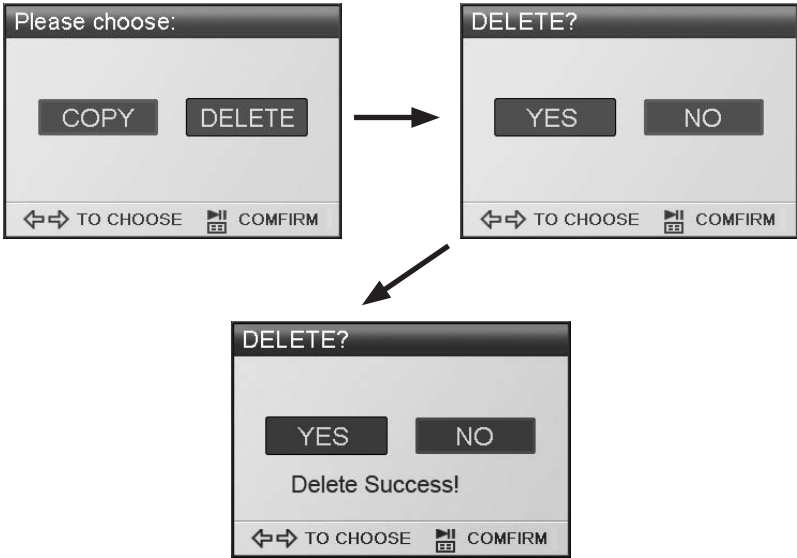 Please choose:
COPY DELETE
TO CHOOSE COMFIRM
DELETE?
YES NO
TO CHOOSE COMFIRM
DELETE?
YES NO
Delete Success!
TO CHOOSE COMFIRM